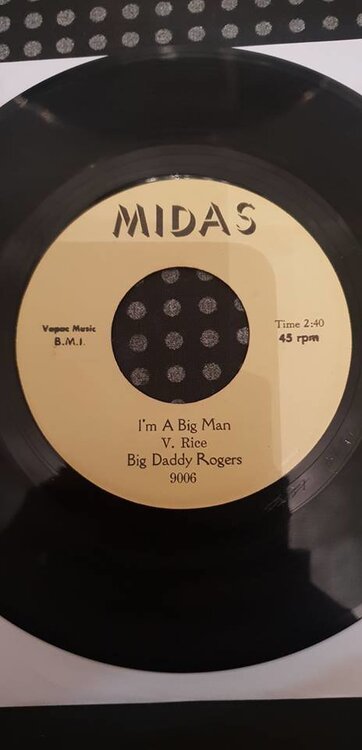 MIDAS
Vapac Music
B.M.I.
Time 2:40
45 rpm
I'm A Big Man
V. Rice
Big Daddy Rogers
9006